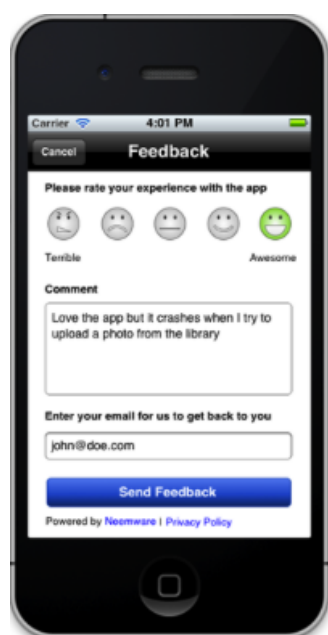 Carrier 4:01 PM
Cancel Feedback
Please rate your experience with the app
Terrible Awesome
Comment
Love the app but it crashes when I try to
upload a photo from the library
Enter your email for us to get back to you
john@doe.com
Send Feedback
Powered by Neemware | Privacy Policy